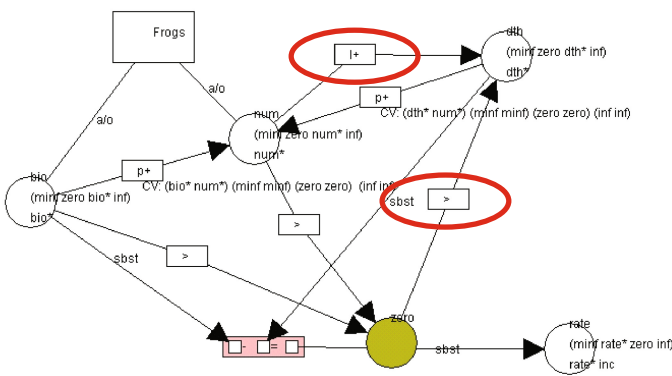 Frogs
dth
(minf zero dth* inf)
dth*
I+
a/o
p+
CV: (dth* num*) (minf minf) (zero zero) (inf inf)
a/o
num
(minf zero num* inf)
num*
p+
CV: (bio* num*) (minf minf) (zero zero) (inf inf)
bio
(minf zero bio* inf)
bio*
sbst
>
>
sbst
>
zero
- =
sbst
rate
(minf rate* zero inf)
rate* inc